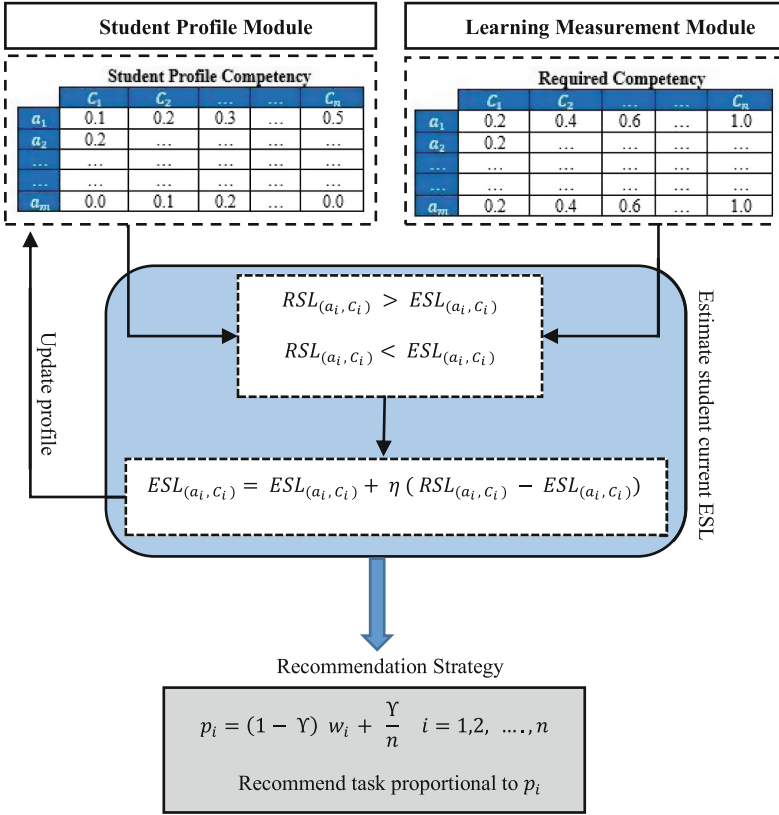 Student Profile Module
Learning Measurement Module
Student Profile Competency
C₁ C₂ … … Cₙ
a₁ 0.1 0.2 0.3 … 0.5
a₂ 0.2 … … … …
… … … … … …
… … … … … …
aₘ 0.0 0.1 0.2 … 0.0
Required Competency
C₁ C₂ … … Cₙ
a₁ 0.2 0.4 0.6 … 1.0
a₂ 0.2 … … … …
… … … … … …
… … … … … …
aₘ 0.2 0.4 0.6 … 1.0
RSL₍ₐᵢ, Cᵢ₎ > ESL₍ₐᵢ, Cᵢ₎
RSL₍ₐᵢ, Cᵢ₎ < ESL₍ₐᵢ, Cᵢ₎
Update profile
Estimate student current ESL
ESL₍ₐᵢ, Cᵢ₎ = ESL₍ₐᵢ, Cᵢ₎ + η ( RSL₍ₐᵢ, Cᵢ₎ − ESL₍ₐᵢ, Cᵢ₎)
Recommendation Strategy
pᵢ = (1 − ϒ) wᵢ + ϒ/n i = 1,2, …., n
Recommend task proportional to pᵢ